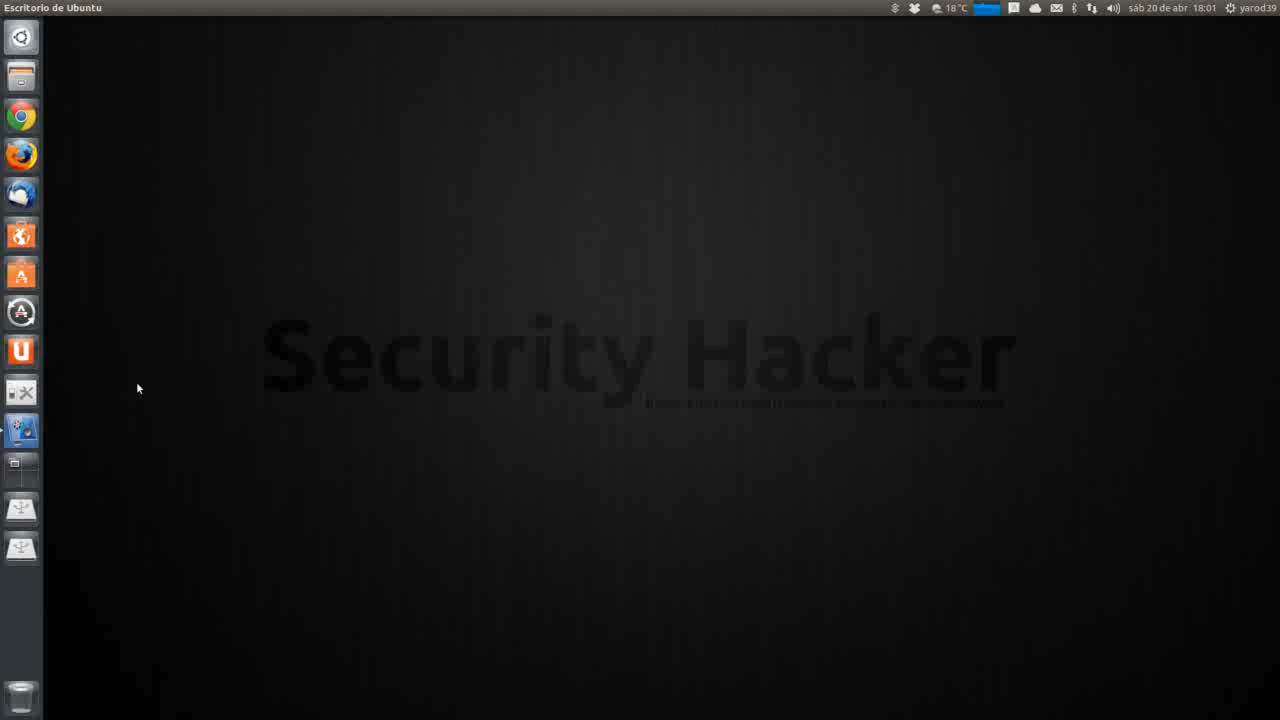 Escritorio de Ubuntu
18 °C
sáb 20 de abr 18:01
yarod39
Security Hacker